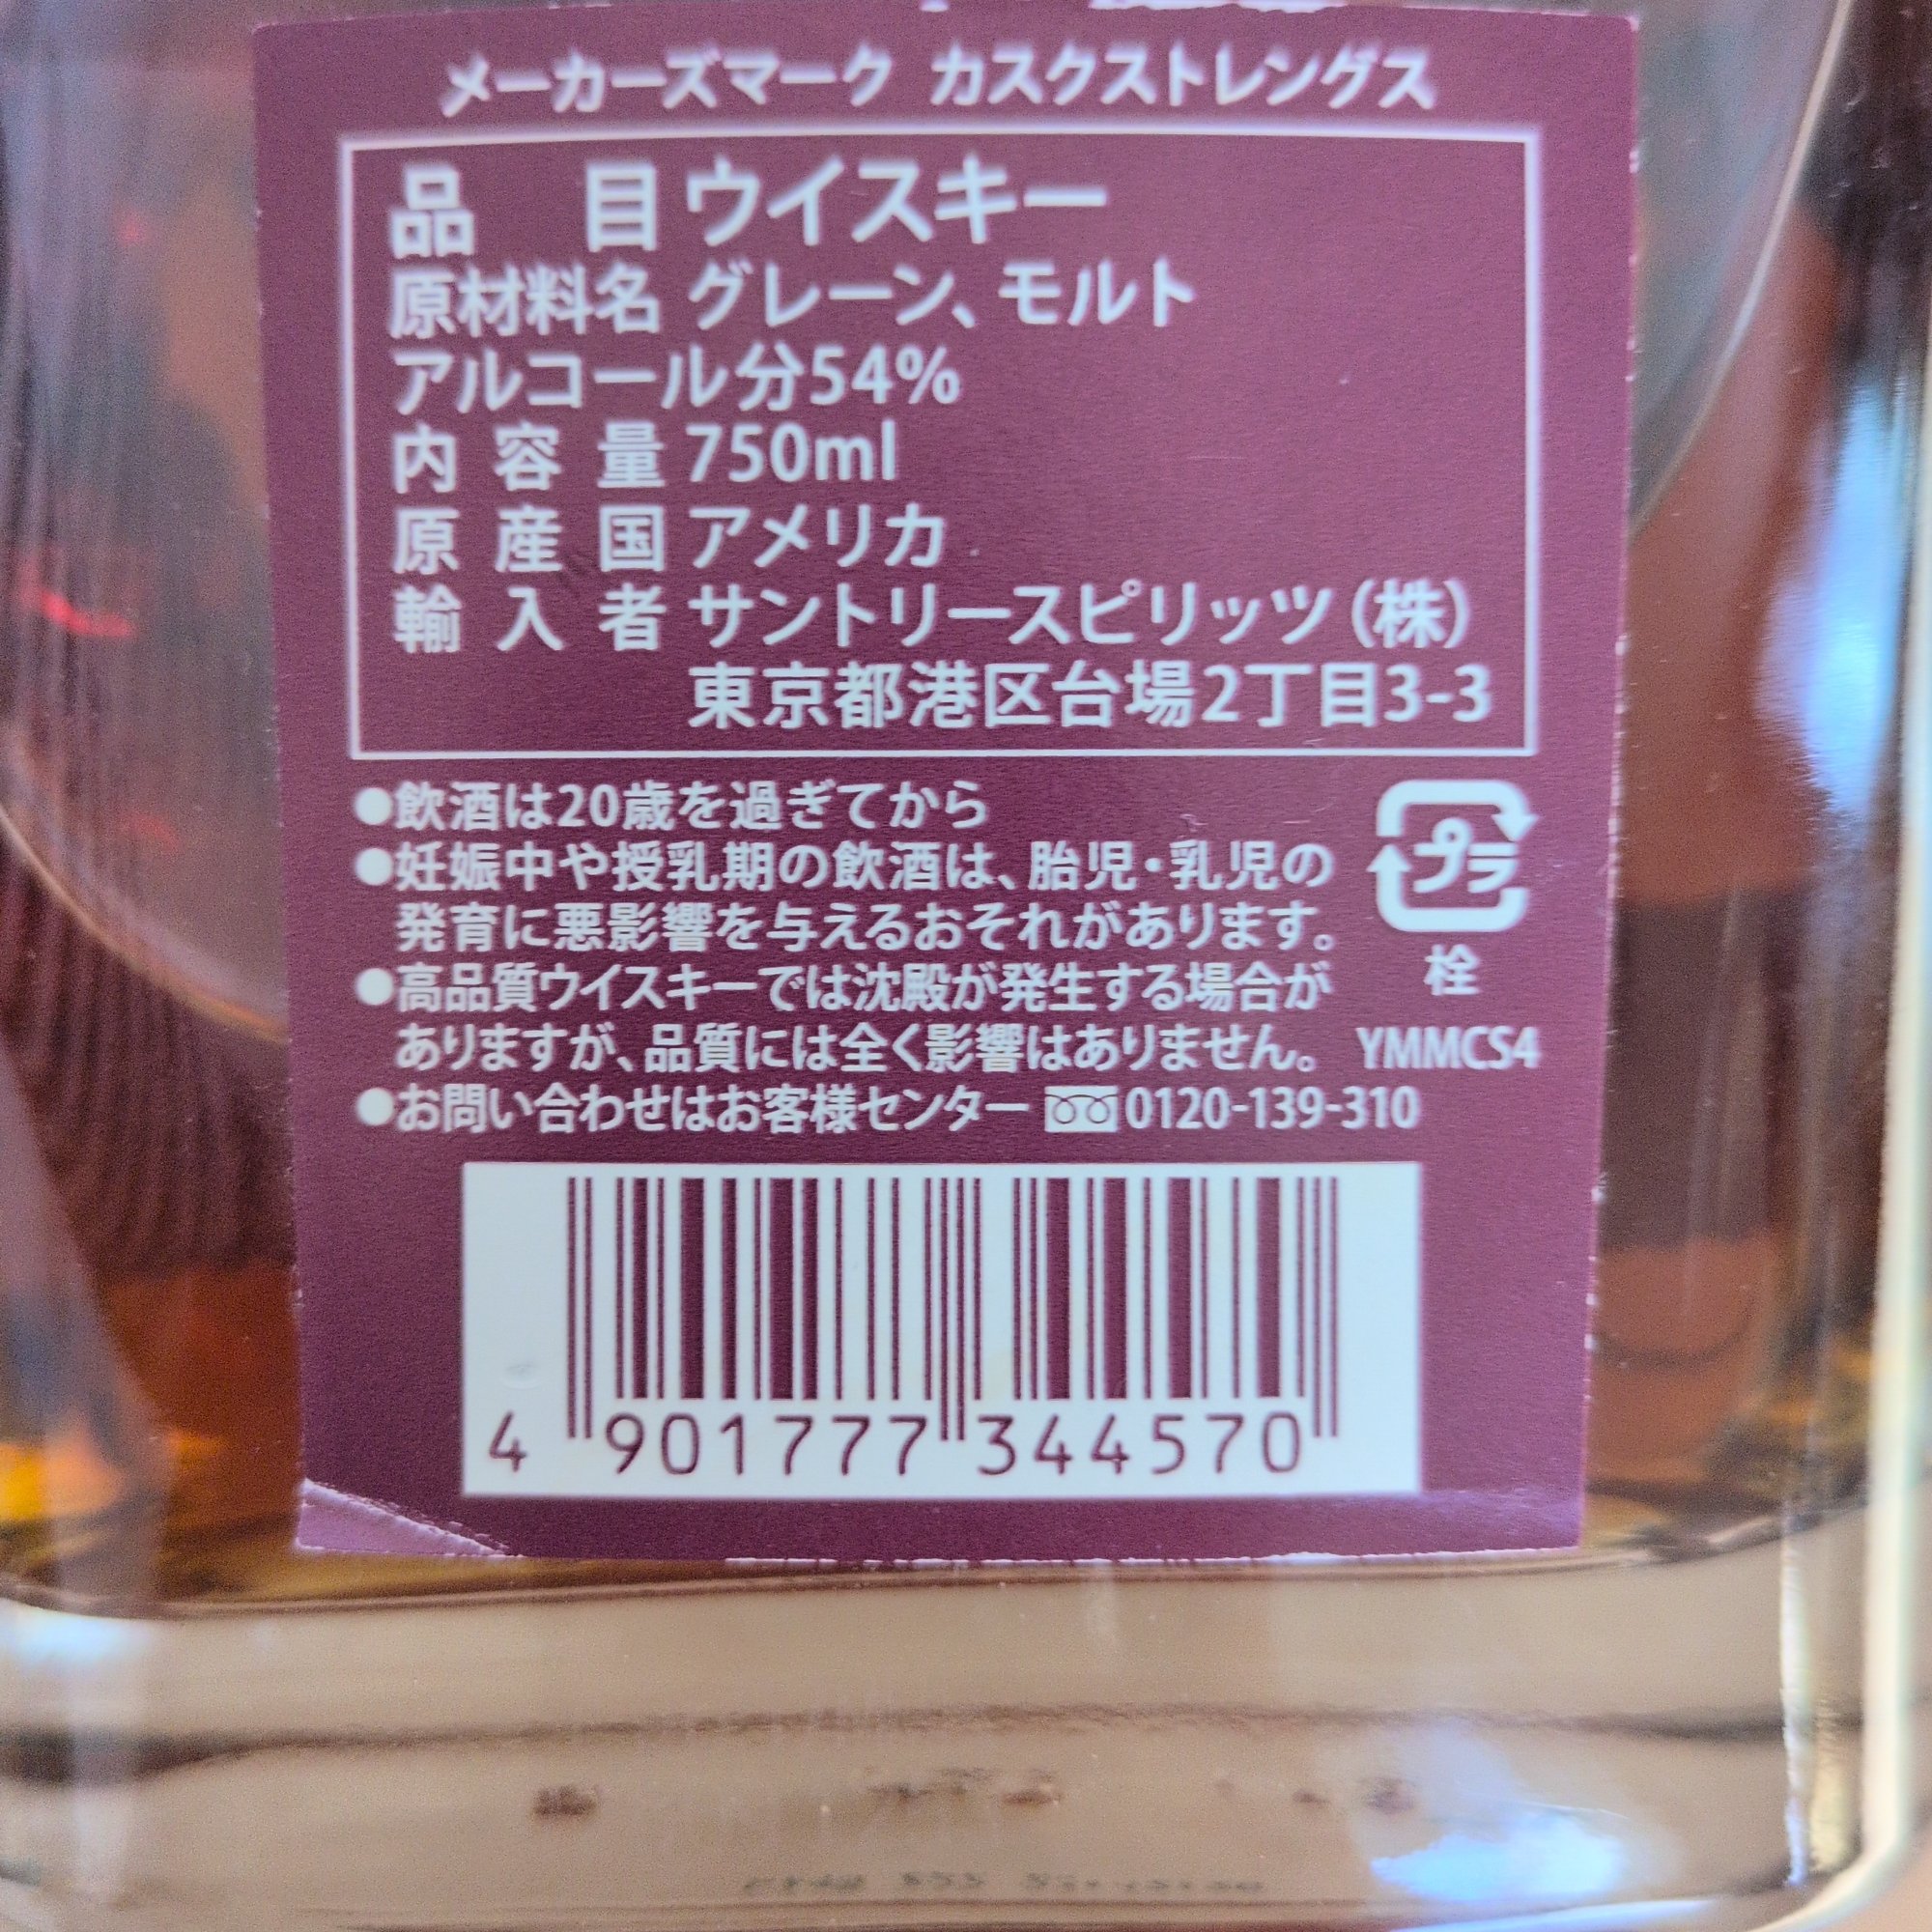 メーカーズマーク カスクストレングス
品目 ウイスキー
原材料名 グレーン、モルト
アルコール分54%
内容量 750ml
原産国 アメリカ
輸入者 サントリースピリッツ(株)
東京都港区台場2丁目3-3
●飲酒は20歳を過ぎてから
●妊娠中や授乳期の飲酒は、胎児・乳児の
発育に悪影響を与えるおそれがあります。
プラ
栓
●高品質ウイスキーでは沈殿が発生する場合が
ありますが、品質には全く影響はありません。
YMMCS4
●お問い合わせはお客様センター 0120-139-310
4 901777 344570